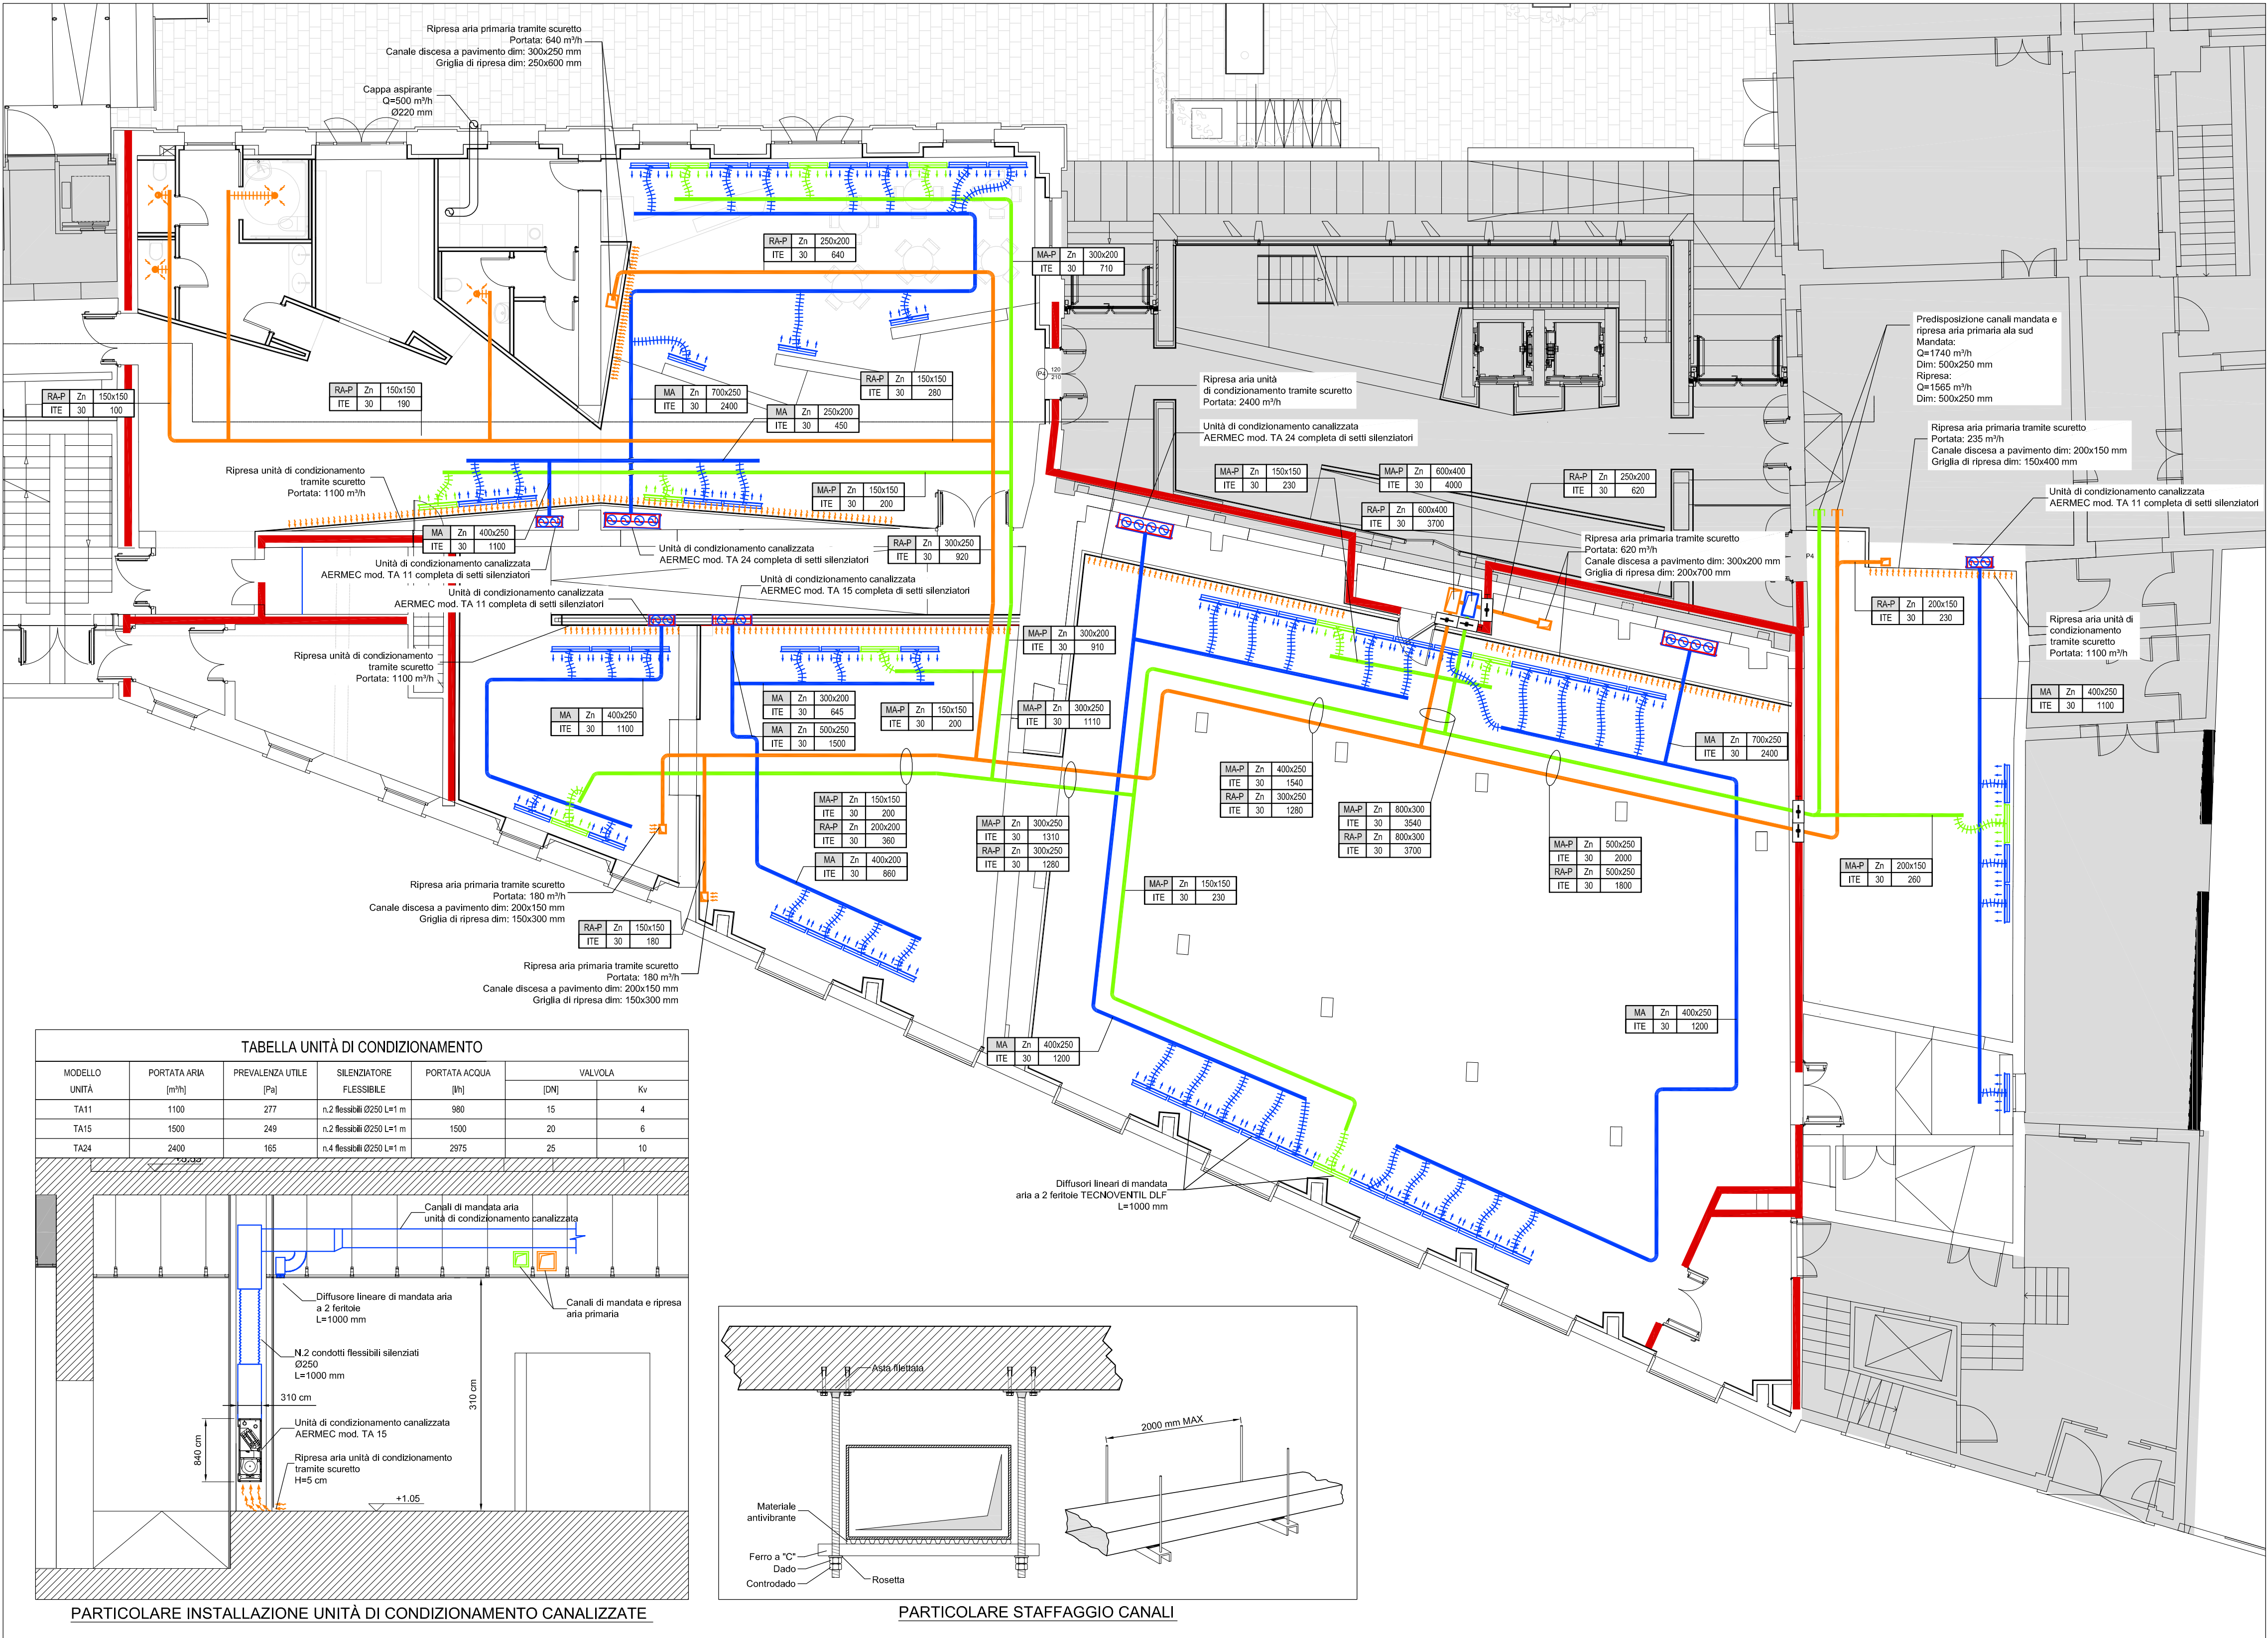 Ripresa aria primaria tramite scuretto
Portata: 640 m³/h
Canale discesa a pavimento dim: 300x250 mm
Griglia di ripresa dim: 250x600 mm
Cappa aspirante
Q=500 m³/h
Ø220 mm
RA-P Zn 250x200
ITE 30 640
MA-P Zn 300x200
ITE 30 710
Predisposizione canali mandata e
ripresa aria primaria ala sud
Mandata:
Q=1740 m³/h
Dim: 500x250 mm
Ripresa:
Q=1565 m³/h
Dim: 500x250 mm
P4 120
210
RA-P Zn 150x150
ITE 30 100
RA-P Zn 150x150
ITE 30 190
MA Zn 700x250
ITE 30 2400
RA-P Zn 150x150
ITE 30 280
MA Zn 250x200
ITE 30 450
Ripresa aria unità
di condizionamento tramite scuretto
Portata: 2400 m³/h
Unità di condizionamento canalizzata
AERMEC mod. TA 24 completa di setti silenziatori
Ripresa aria primaria tramite scuretto
Portata: 235 m³/h
Canale discesa a pavimento dim: 200x150 mm
Griglia di ripresa dim: 150x400 mm
Ripresa unità di condizionamento
tramite scuretto
Portata: 1100 m³/h
MA-P Zn 150x150
ITE 30 200
MA-P Zn 150x150
ITE 30 230
MA-P Zn 600x400
ITE 30 4000
RA-P Zn 250x200
ITE 30 620
Unità di condizionamento canalizzata
AERMEC mod. TA 11 completa di setti silenziatori
RA-P Zn 600x400
ITE 30 3700
MA Zn 400x250
ITE 30 1100
Unità di condizionamento canalizzata
AERMEC mod. TA 24 completa di setti silenziatori
RA-P Zn 300x250
ITE 30 920
Ripresa aria primaria tramite scuretto
Portata: 620 m³/h
Canale discesa a pavimento dim: 300x200 mm
Griglia di ripresa dim: 200x700 mm
P4
Unità di condizionamento canalizzata
AERMEC mod. TA 11 completa di setti silenziatori
Unità di condizionamento canalizzata
AERMEC mod. TA 15 completa di setti silenziatori
Unità di condizionamento canalizzata
AERMEC mod. TA 11 completa di setti silenziatori
RA-P Zn 200x150
ITE 30 230
Ripresa aria unità di
condizionamento
tramite scuretto
Portata: 1100 m³/h
MA-P Zn 300x200
ITE 30 910
Ripresa unità di condizionamento
tramite scuretto
Portata: 1100 m³/h
MA Zn 400x250
ITE 30 1100
MA Zn 300x200
ITE 30 645
MA Zn 500x250
ITE 30 1500
MA-P Zn 150x150
ITE 30 200
MA-P Zn 300x250
ITE 30 1110
MA Zn 400x250
ITE 30 1100
MA Zn 700x250
ITE 30 2400
MA-P Zn 400x250
ITE 30 1540
RA-P Zn 300x250
ITE 30 1280
MA-P Zn 150x150
ITE 30 200
RA-P Zn 200x200
ITE 30 360
MA Zn 400x200
ITE 30 860
MA-P Zn 300x250
ITE 30 1310
RA-P Zn 300x250
ITE 30 1280
MA-P Zn 800x300
ITE 30 3540
RA-P Zn 800x300
ITE 30 3700
MA-P Zn 500x250
ITE 30 2000
RA-P Zn 500x250
ITE 30 1800
MA-P Zn 200x150
ITE 30 260
MA-P Zn 150x150
ITE 30 230
Ripresa aria primaria tramite scuretto
Portata: 180 m³/h
Canale discesa a pavimento dim: 200x150 mm
Griglia di ripresa dim: 150x300 mm
RA-P Zn 150x150
ITE 30 180
Ripresa aria primaria tramite scuretto
Portata: 180 m³/h
Canale discesa a pavimento dim: 200x150 mm
Griglia di ripresa dim: 150x300 mm
MA Zn 400x250
ITE 30 1200
MA Zn 400x250
ITE 30 1200
Diffusori lineari di mandata
aria a 2 feritoie TECNOVENTIL DLF
L=1000 mm
TABELLA UNITÀ DI CONDIZIONAMENTO
MODELLO PORTATA ARIA PREVALENZA UTILE SILENZIATORE PORTATA ACQUA VALVOLA
UNITÀ [m³/h] [Pa] FLESSIBILE [l/h] [DN] Kv
TA11 1100 277 n.2 flessibili Ø250 L=1 m 980 15 4
TA15 1500 249 n.2 flessibili Ø250 L=1 m 1500 20 6
TA24 2400 165 n.4 flessibili Ø250 L=1 m 2975 25 10
Canali di mandata aria
unità di condizionamento canalizzata
Diffusore lineare di mandata aria
a 2 feritoie
L=1000 mm
Canali di mandata e ripresa
aria primaria
N.2 condotti flessibili silenziati
Ø250
L=1000 mm
310 cm
310 cm
Unità di condizionamento canalizzata
AERMEC mod. TA 15
840 cm
Ripresa aria unità di condizionamento
tramite scuretto
H=5 cm
+1.05
PARTICOLARE INSTALLAZIONE UNITÀ DI CONDIZIONAMENTO CANALIZZATE
Asta filettata
2000 mm MAX
Materiale
antivibrante
Ferro a "C"
Dado
Controdado
Rosetta
PARTICOLARE STAFFAGGIO CANALI